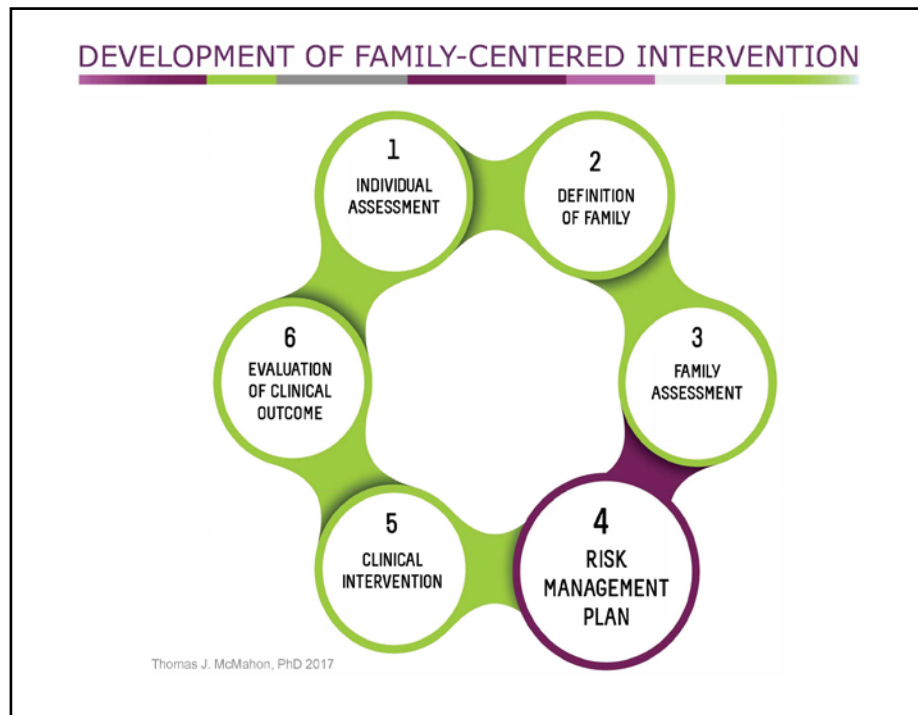 DEVELOPMENT OF FAMILY-CENTERED INTERVENTION
1
INDIVIDUAL
ASSESSMENT
2
DEFINITION
OF FAMILY
3
FAMILY
ASSESSMENT
4
RISK
MANAGEMENT
PLAN
5
CLINICAL
INTERVENTION
6
EVALUATION
OF CLINICAL
OUTCOME
Thomas J. McMahon, PhD 2017